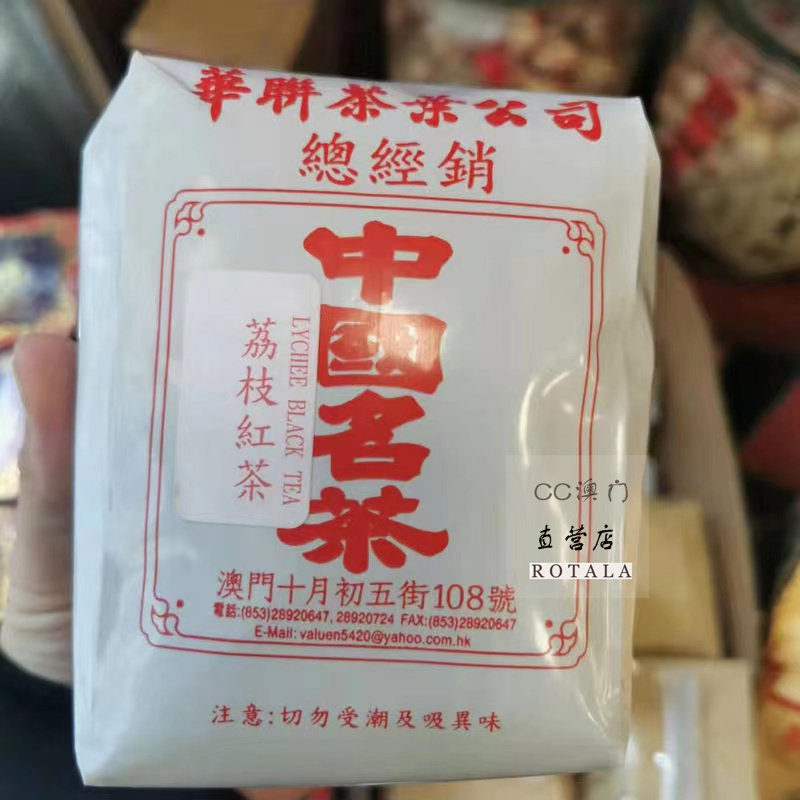 華聯茶葉公司
總經銷
中國名茶
LYCHEE BLACK TEA
荔枝紅茶
澳門十月初五街108號
電話:(853)28920647, 28920724 FAX:(853)28920647
E-Mail: valuen5420@yahoo.com.hk
注意:切勿受潮及吸異味
CC澳门
直营店
ROTALA